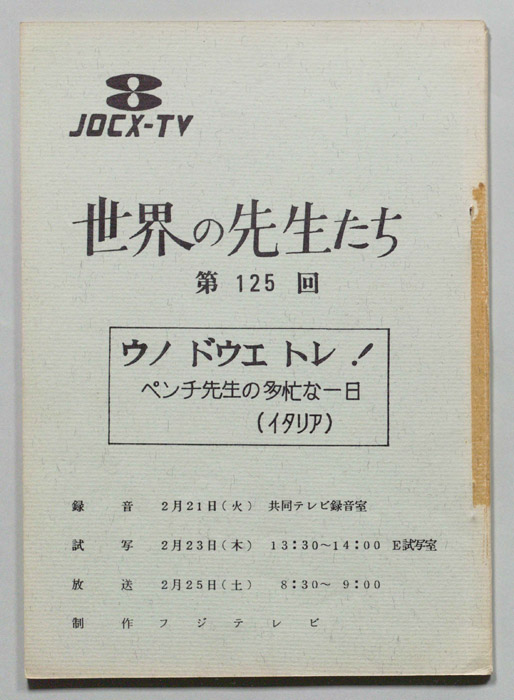 JOCX-TV
世界の先生たち
第 125 回
ウノ ドウエ トレ！
ペンチ先生の多忙な一日
（イタリア）
録 音 2月21日（火） 共同テレビ録音室
試 写 2月23日（木） 13:30〜14:00 E試写室
放 送 2月25日（土） 8:30〜 9:00
制 作 フ ジ テ レ ビ